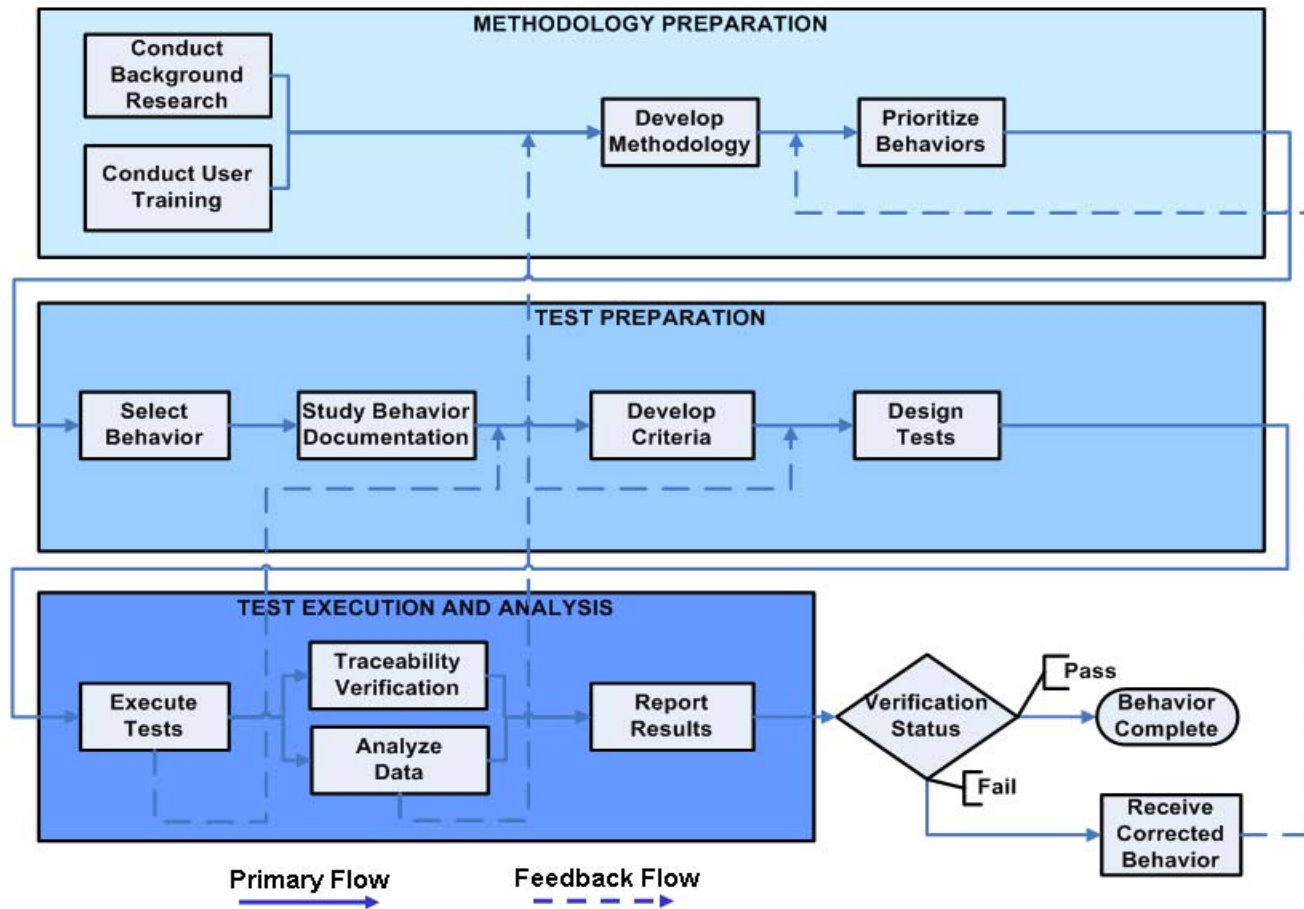 METHODOLOGY PREPARATION
Conduct
Background
Research
Conduct User
Training
Develop
Methodology
Prioritize
Behaviors
TEST PREPARATION
Select
Behavior
Study Behavior
Documentation
Develop
Criteria
Design
Tests
TEST EXECUTION AND ANALYSIS
Execute
Tests
Traceability
Verification
Analyze
Data
Report
Results
Verification
Status
Pass
Behavior
Complete
Fail
Receive
Corrected
Behavior
Primary Flow
Feedback Flow